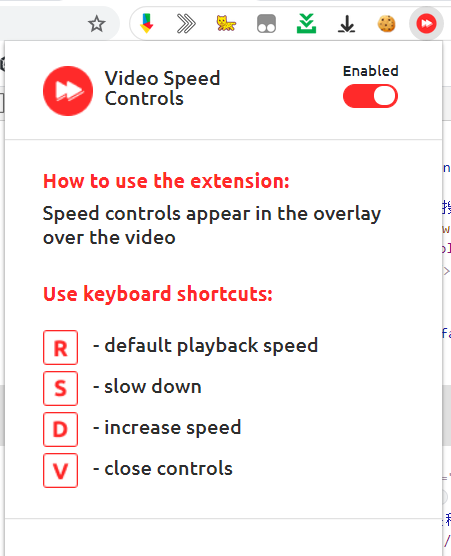 Video Speed
Controls
Enabled
How to use the extension:
Speed controls appear in the overlay
over the video
Use keyboard shortcuts:
R - default playback speed
S - slow down
D - increase speed
V - close controls